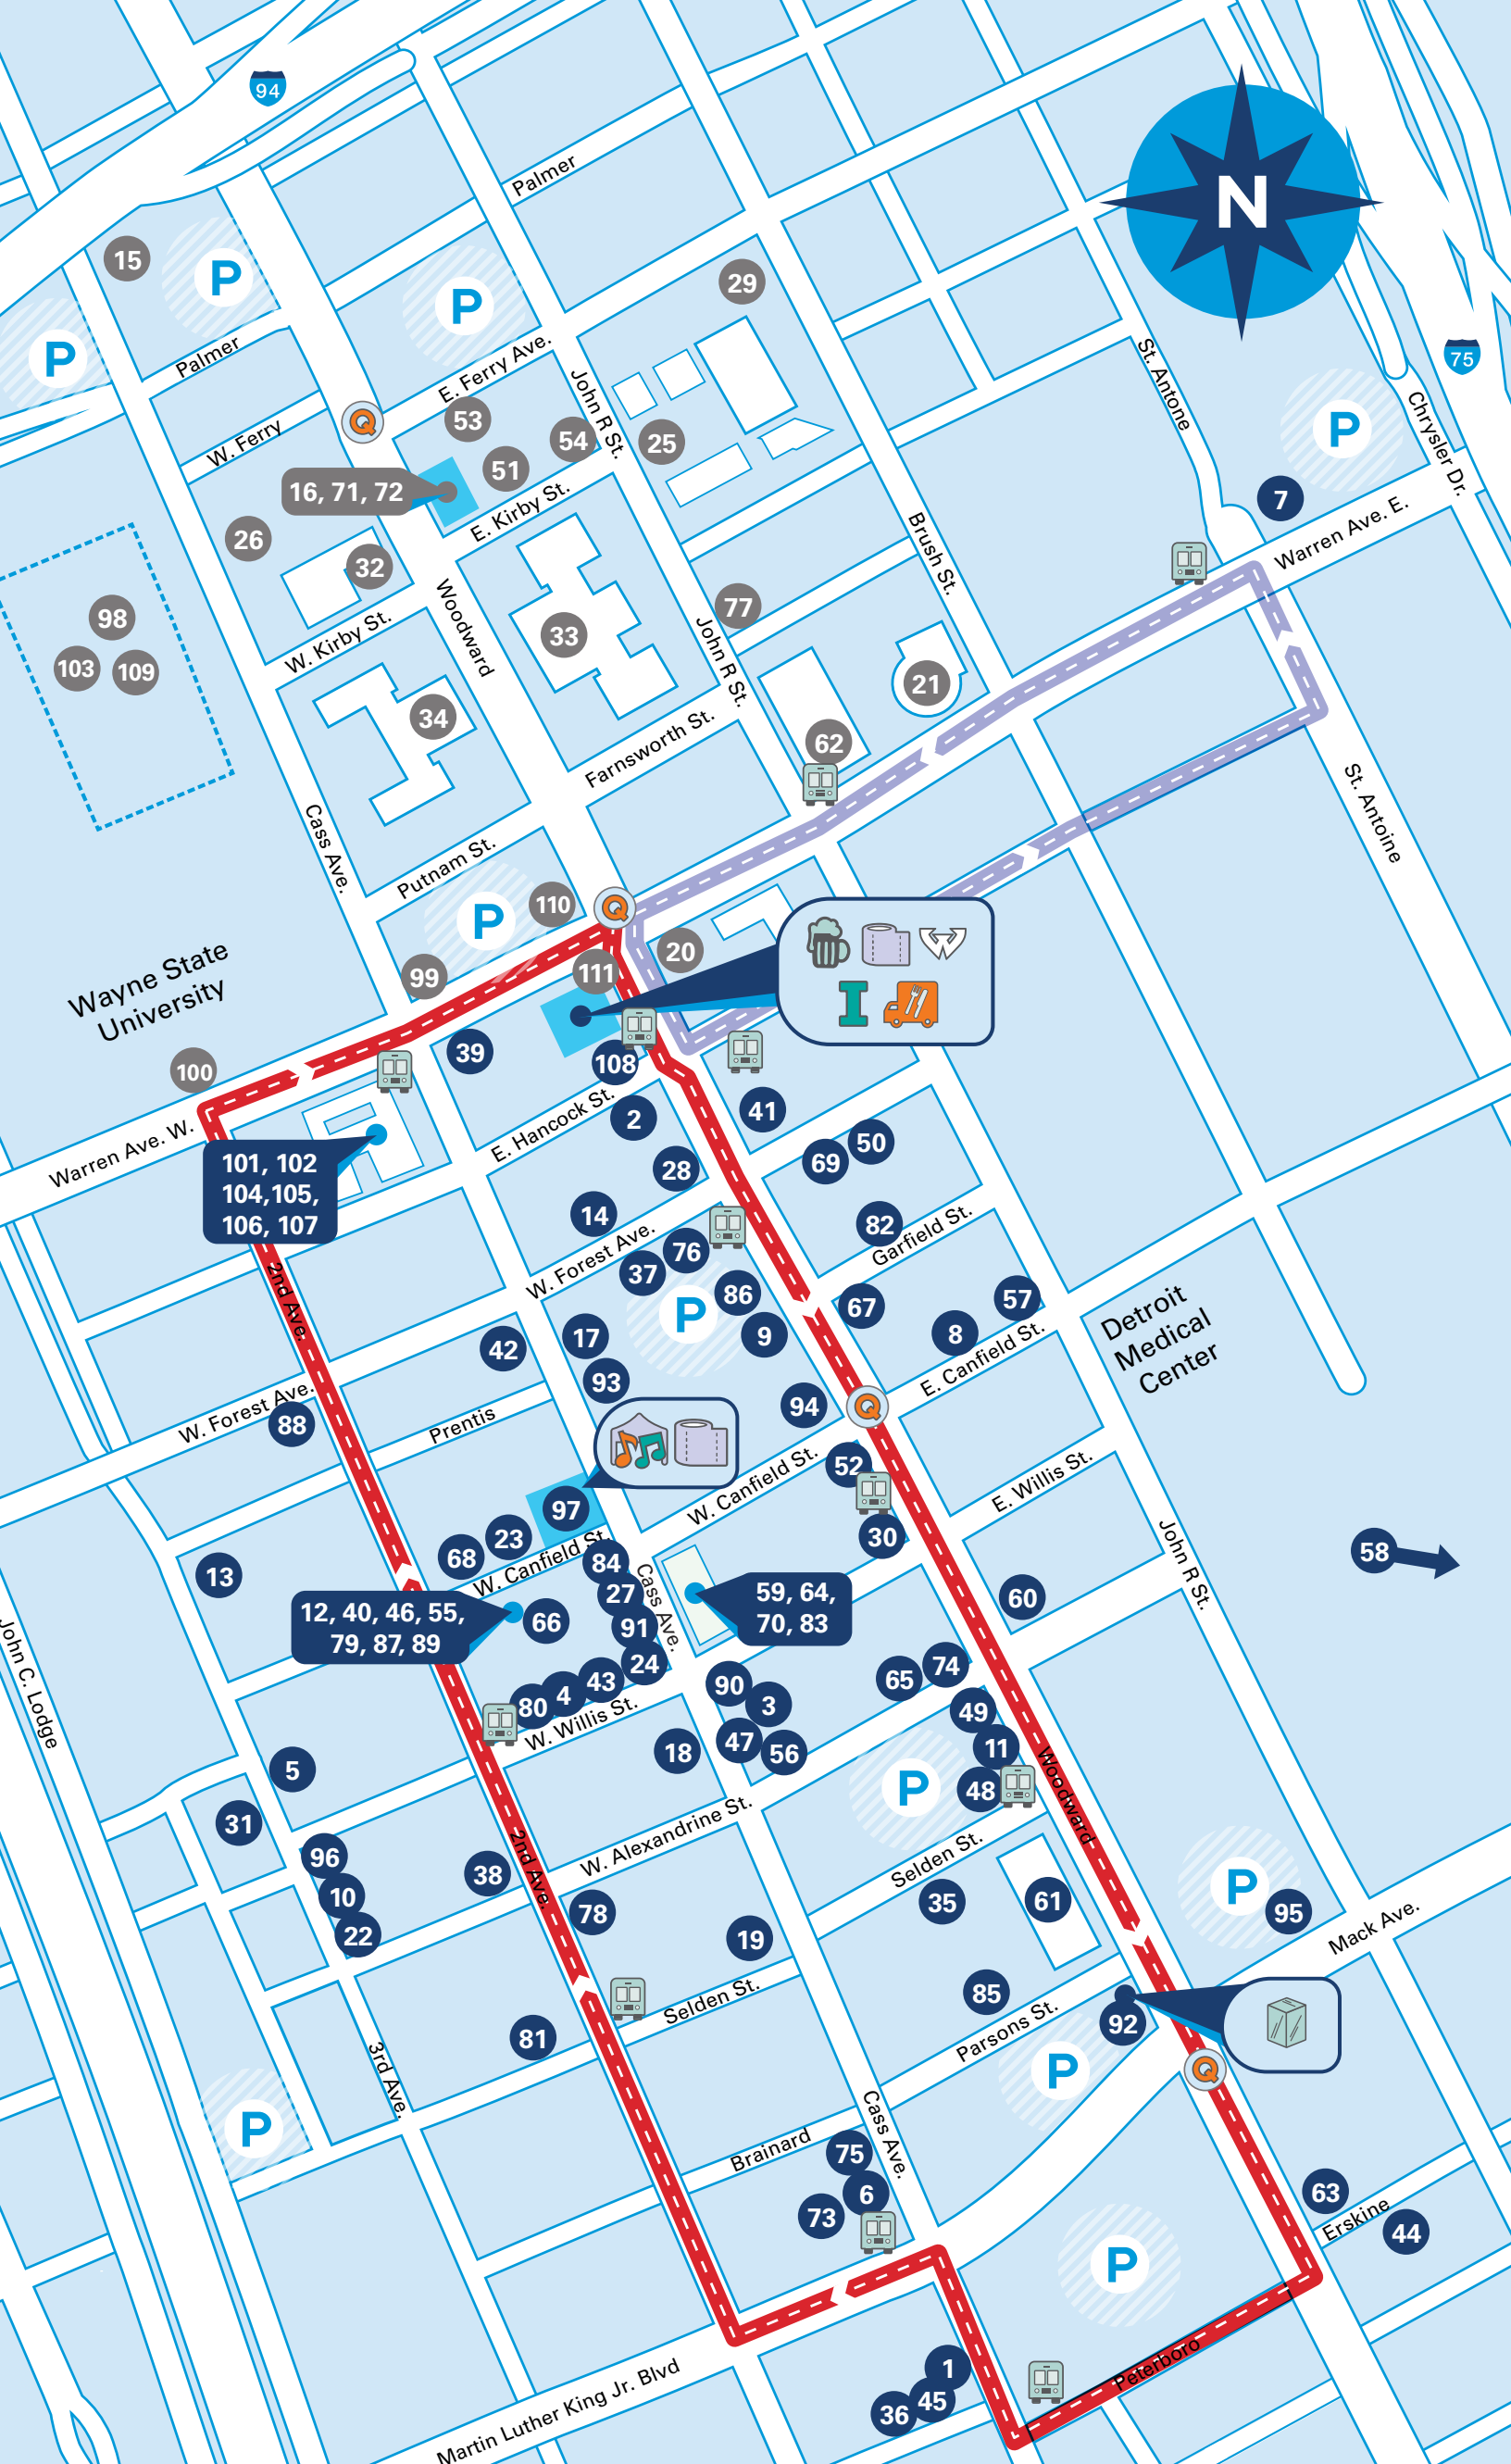 94
Palmer
N
15
P
29
P
P
Palmer
St. Antone
75
E. Ferry Ave.
John R St.
Chrysler Dr.
Q
53
P
W. Ferry
54
25
51
16, 71, 72
E. Kirby St.
7
Warren Ave. E.
26
32
Brush St.
98
Woodward
77
W. Kirby St.
33
103
109
John R St.
21
34
62
Farnsworth St.
St. Antoine
Cass Ave.
Putnam St.
110
Q
P
20
Wayne State
University
99
111
I
39
108
100
41
E. Hancock St.
2
50
Warren Ave. W.
101, 102
104,105,
106, 107
28
69
14
82
Garfield St.
W. Forest Ave.
76
37
2nd Ave.
86
57
67
P
Detroit
Medical
Center
17
9
8
42
E. Canfield St.
93
W. Forest Ave.
94
Q
88
Prentis
52
W. Canfield St.
E. Willis St.
97
30
23
68
W. Canfield St.
84
John R St.
58
13
27
59, 64,
70, 83
60
12, 40, 46, 55,
79, 87, 89
66
91
Cass Ave.
John C. Lodge
24
74
43
65
90
4
80
3
W. Willis St.
49
47
11
18
56
5
P
48
Woodward
31
W. Alexandrine St.
96
38
2nd Ave.
Selden St.
10
35
61
P
95
78
22
19
Mack Ave.
Selden St.
85
81
Parsons St.
92
3rd Ave.
P
Q
P
Cass Ave.
Brainard
75
6
63
73
Erskine
44
P
1
Peterboro
45
36
Martin Luther King Jr. Blvd